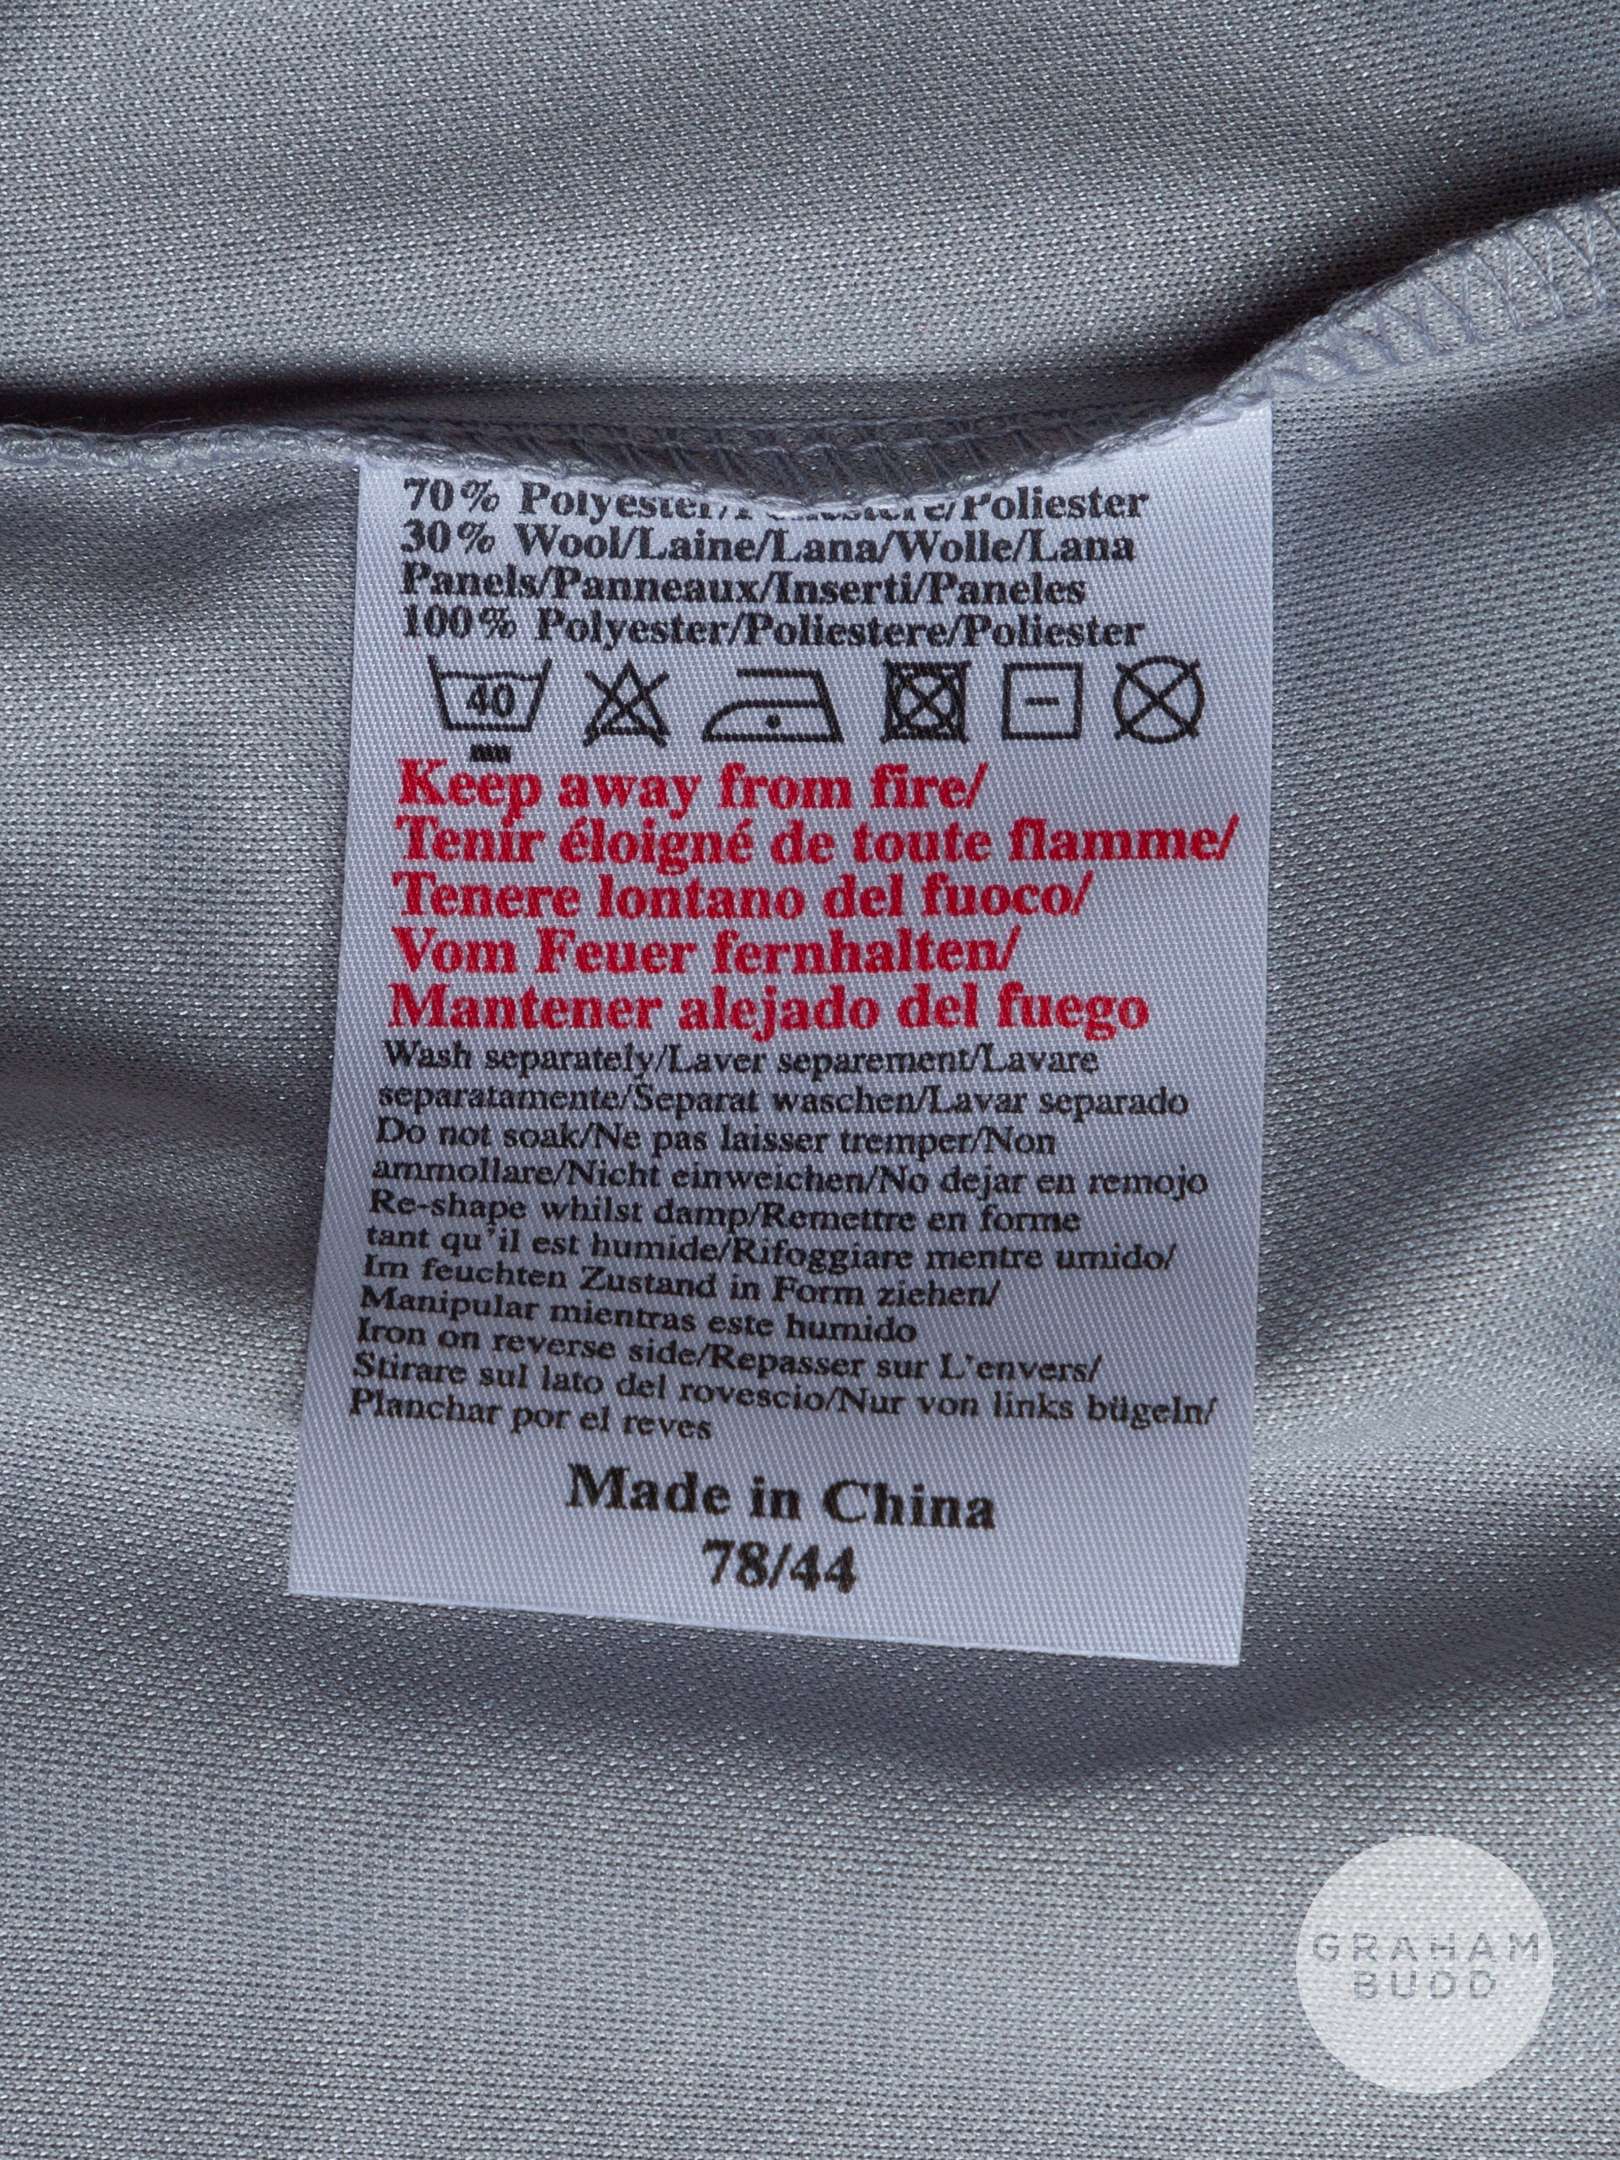 70% Polyester/Poliestere/Poliester
30% Wool/Laine/Lana/Wolle/Lana
Panels/Panneaux/Inserti/Paneles
100% Polyester/Poliestere/Poliester
40
Keep away from fire/
Tenir éloigné de toute flamme/
Tenere lontano del fuoco/
Vom Feuer fernhalten/
Mantener alejado del fuego
Wash separately/Laver separement/Lavare
separatamente/Separat waschen/Lavar separado
Do not soak/Ne pas laisser tremper/Non
ammollare/Nicht einweichen/No dejar en remojo
Re-shape whilst damp/Remettre en forme
tant qu'il est humide/Rifoggiare mentre umido/
Im feuchten Zustand in Form ziehen/
Manipular mientras este humido
Iron on reverse side/Repasser sur L'envers/
Stirare sul lato del rovescio/Nur von links bügeln/
Planchar por el reves
Made in China
78/44
GRAHAM
BUDD